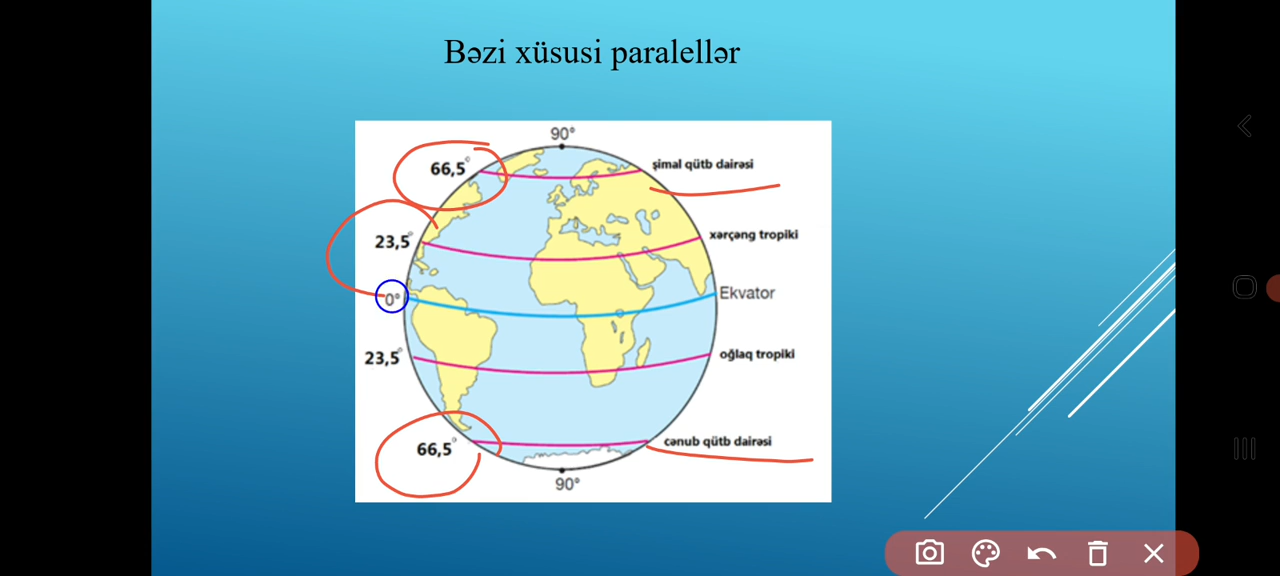 Bəzi xüsusi paralellər
90°
66,5°
şimal qütb dairəsi
23,5°
xərçəng tropiki
0°
Ekvator
23,5°
oğlaq tropiki
66,5°
cənub qütb dairəsi
90°